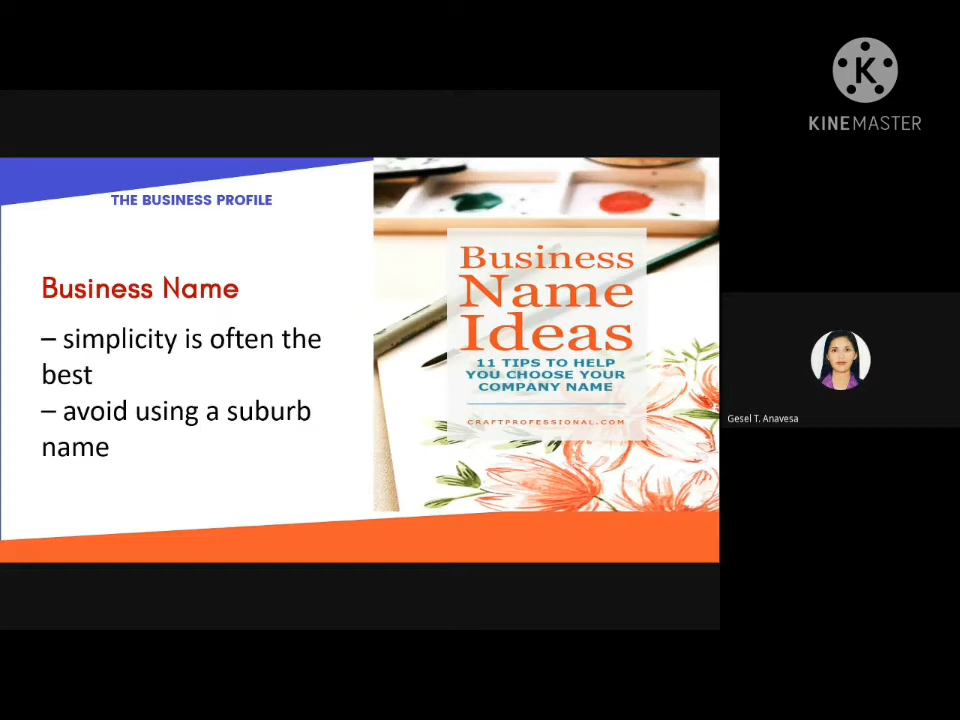 K
KINEMASTER
THE BUSINESS PROFILE
Business Name
– simplicity is often the
best
– avoid using a suburb
name
Business
Name
Ideas
11 TIPS TO HELP
YOU CHOOSE YOUR
COMPANY NAME
CRAFTPROFESSIONAL.COM
Gesel T. Anavesa